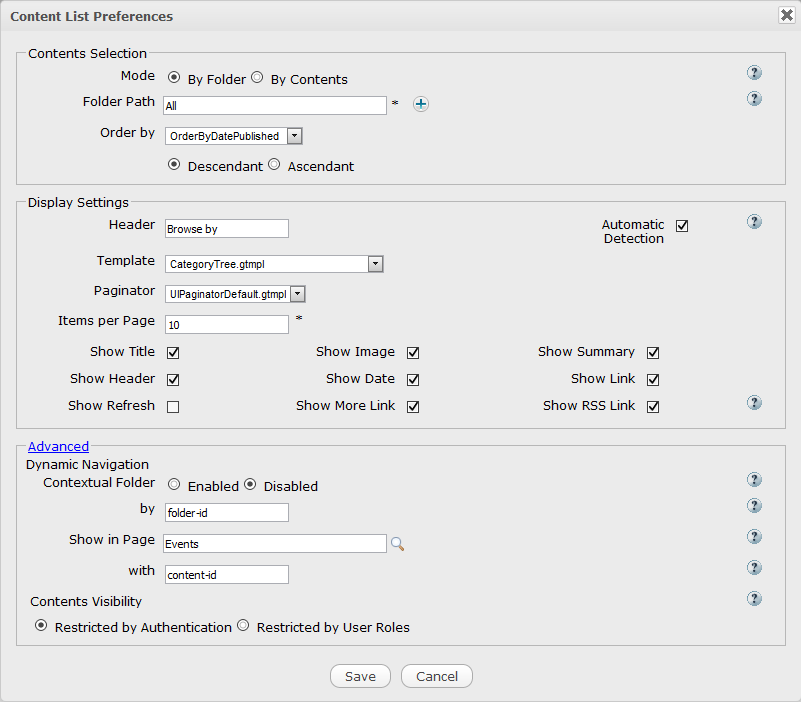 Content List Preferences
Contents Selection
Mode By Folder By Contents
Folder Path All *
Order by OrderByDatePublished
Descendant Ascendant
Display Settings
Header Browse by Automatic Detection
Template CategoryTree.gtmpl
Paginator UIPaginatorDefault.gtmpl
Items per Page 10 *
Show Title Show Image Show Summary
Show Header Show Date Show Link
Show Refresh Show More Link Show RSS Link
Advanced
Dynamic Navigation
Contextual Folder Enabled Disabled
by folder-id
Show in Page Events
with content-id
Contents Visibility
Restricted by Authentication Restricted by User Roles
Save Cancel